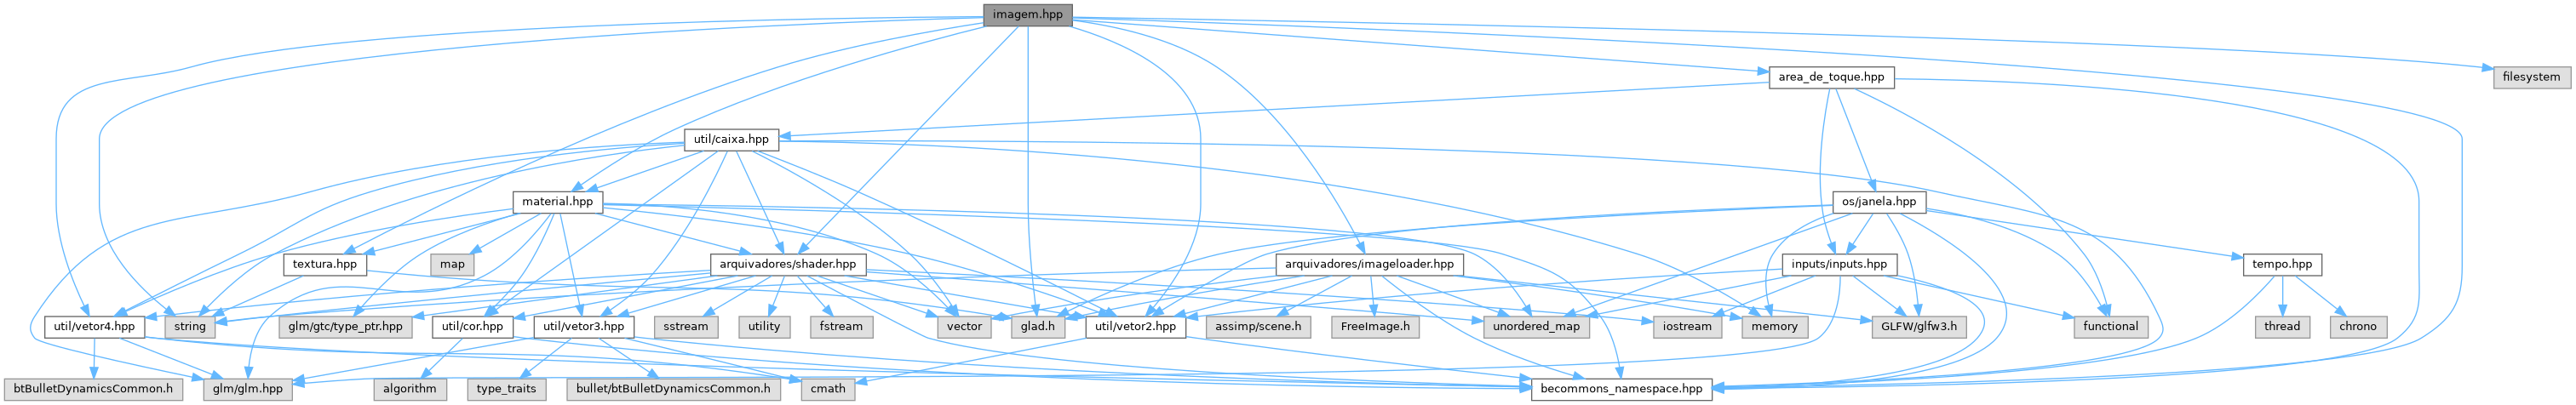 imagem.hpp
area_de_toque.hpp
filesystem
util/caixa.hpp
material.hpp
os/janela.hpp
textura.hpp
map
arquivadores/shader.hpp
arquivadores/imageloader.hpp
inputs/inputs.hpp
tempo.hpp
util/vetor4.hpp
string
glm/gtc/type_ptr.hpp
util/cor.hpp
util/vetor3.hpp
sstream
utility
fstream
vector
glad.h
util/vetor2.hpp
assimp/scene.h
FreeImage.h
unordered_map
iostream
memory
GLFW/glfw3.h
functional
thread
chrono
btBulletDynamicsCommon.h
glm/glm.hpp
algorithm
type_traits
bullet/btBulletDynamicsCommon.h
cmath
becommons_namespace.hpp